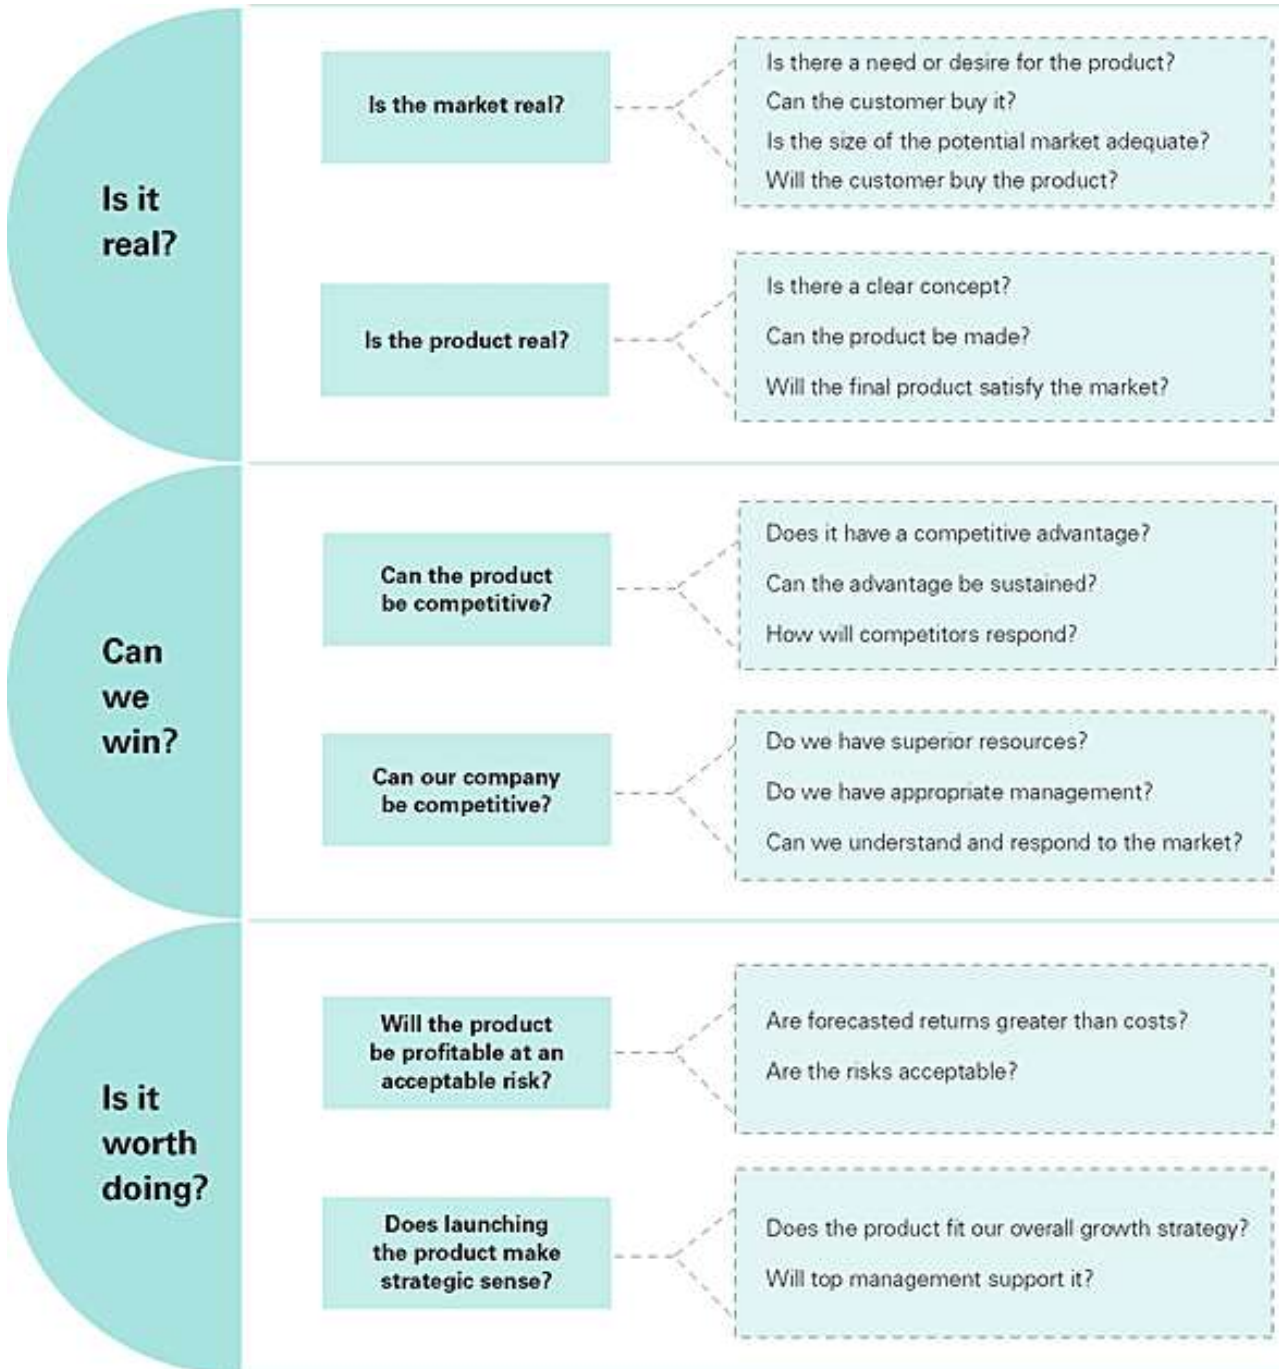 Is it
real?
Is the market real?
Is there a need or desire for the product?
Can the customer buy it?
Is the size of the potential market adequate?
Will the customer buy the product?
Is the product real?
Is there a clear concept?
Can the product be made?
Will the final product satisfy the market?
Can
we
win?
Can the product
be competitive?
Does it have a competitive advantage?
Can the advantage be sustained?
How will competitors respond?
Can our company
be competitive?
Do we have superior resources?
Do we have appropriate management?
Can we understand and respond to the market?
Is it
worth
doing?
Will the product
be profitable at an
acceptable risk?
Are forecasted returns greater than costs?
Are the risks acceptable?
Does launching
the product make
strategic sense?
Does the product fit our overall growth strategy?
Will top management support it?